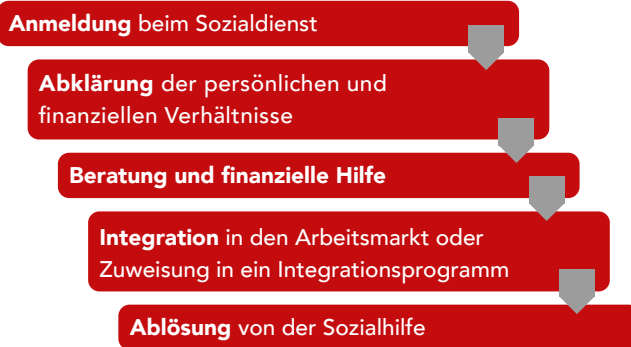 Anmeldung beim Sozialdienst
Abklärung der persönlichen und
finanziellen Verhältnisse
Beratung und finanzielle Hilfe
Integration in den Arbeitsmarkt oder
Zuweisung in ein Integrationsprogramm
Ablösung von der Sozialhilfe